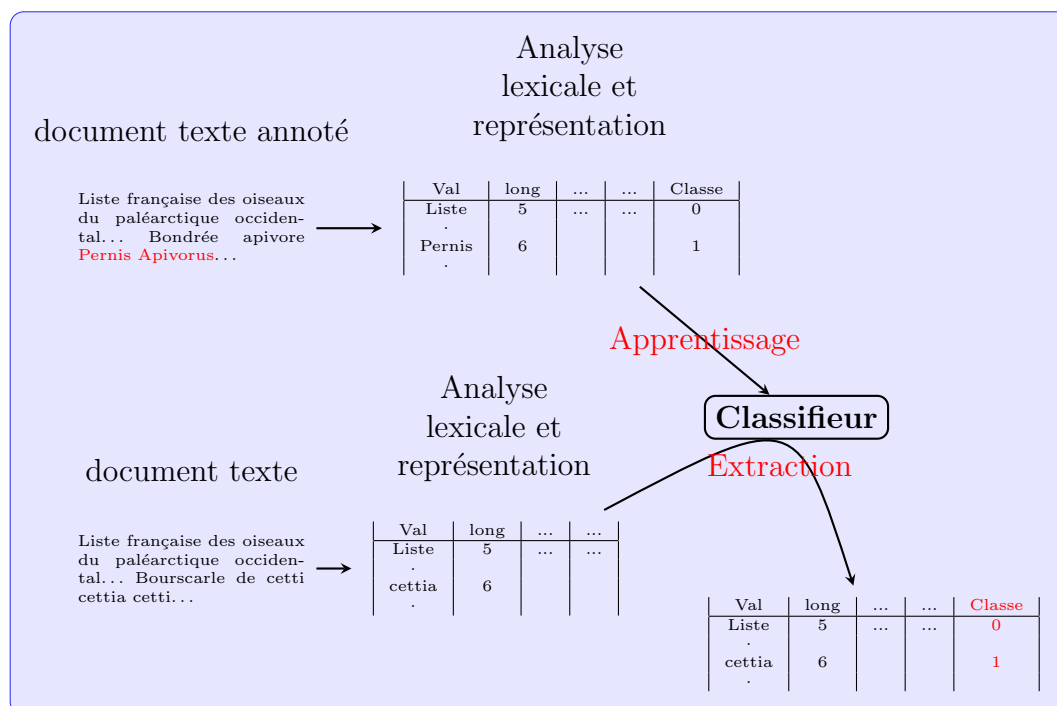 Analyse
lexicale et
représentation
document texte annoté
Liste française des oiseaux
du paléarctique occiden-
tal... Bondrée apivore
Pernis Apivorus...
Val long ... ... Classe
Liste 5 ... ... 0
.
Pernis 6 1
.
Apprentissage
Classifieur
Extraction
Analyse
lexicale et
représentation
document texte
Liste française des oiseaux
du paléarctique occiden-
tal... Bourscarle de cetti
cettia cetti...
Val long ... ...
Liste 5 ... ...
.
cettia 6
.
Val long ... ... Classe
Liste 5 ... ... 0
.
cettia 6 1
.